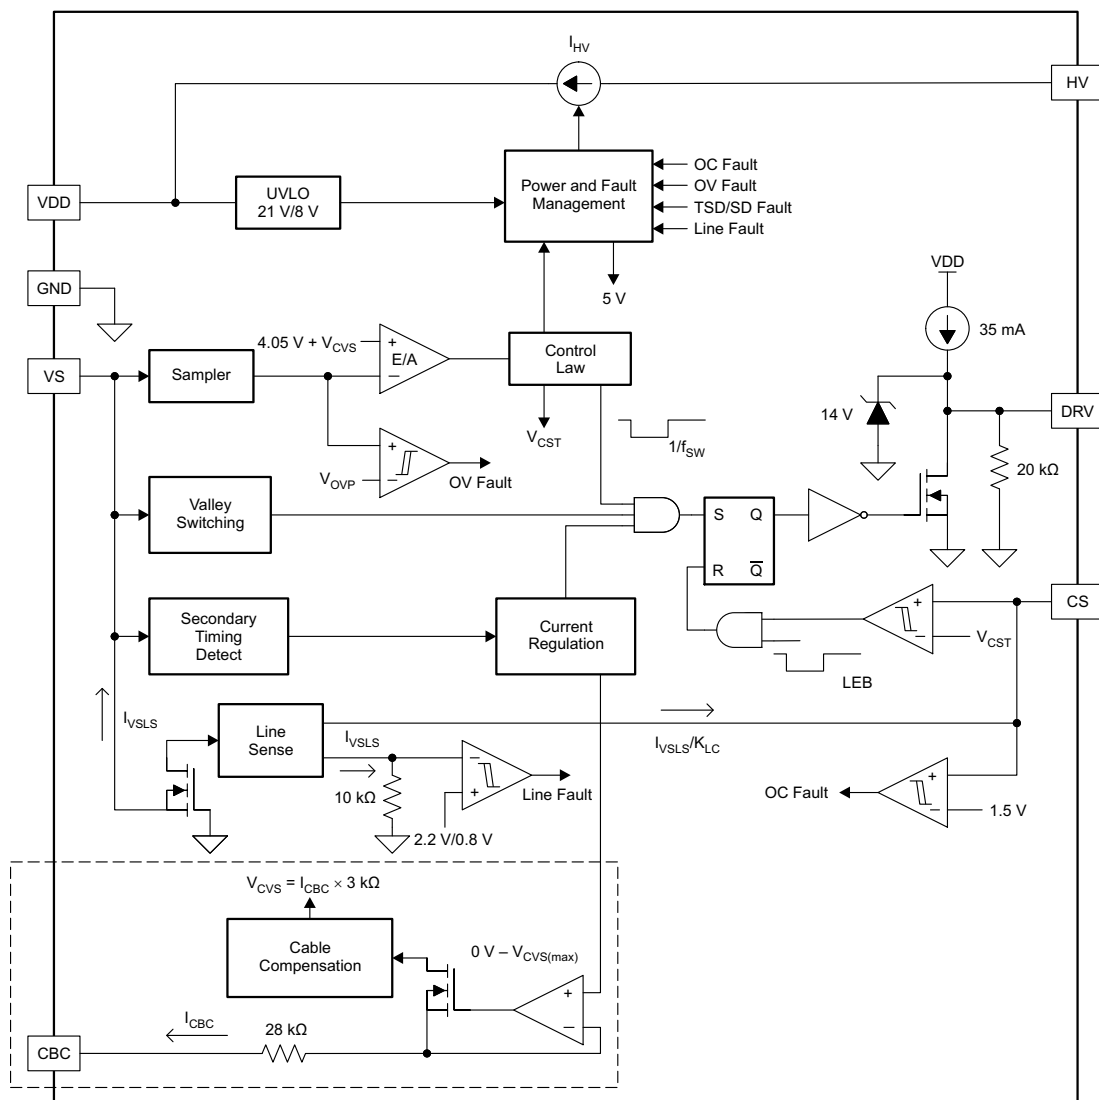 I_HV
HV
VDD
UVLO
21 V/8 V
Power and Fault
Management
OC Fault
OV Fault
TSD/SD Fault
Line Fault
5 V
GND
VDD
35 mA
VS
Sampler
4.05 V + V_CVS
+
E/A
−
Control
Law
V_CST
1/f_SW
14 V
DRV
20 kΩ
+
V_OVP
−
OV Fault
Valley
Switching
S
Q
R
Q̅
Secondary
Timing
Detect
Current
Regulation
+
−
V_CST
CS
LEB
I_VSLS
Line
Sense
I_VSLS
I_VSLS/K_LC
10 kΩ
−
+
Line Fault
2.2 V/0.8 V
OC Fault
+
−
1.5 V
V_CVS = I_CBC × 3 kΩ
Cable
Compensation
0 V – V_CVS(max)
+
−
I_CBC
28 kΩ
CBC